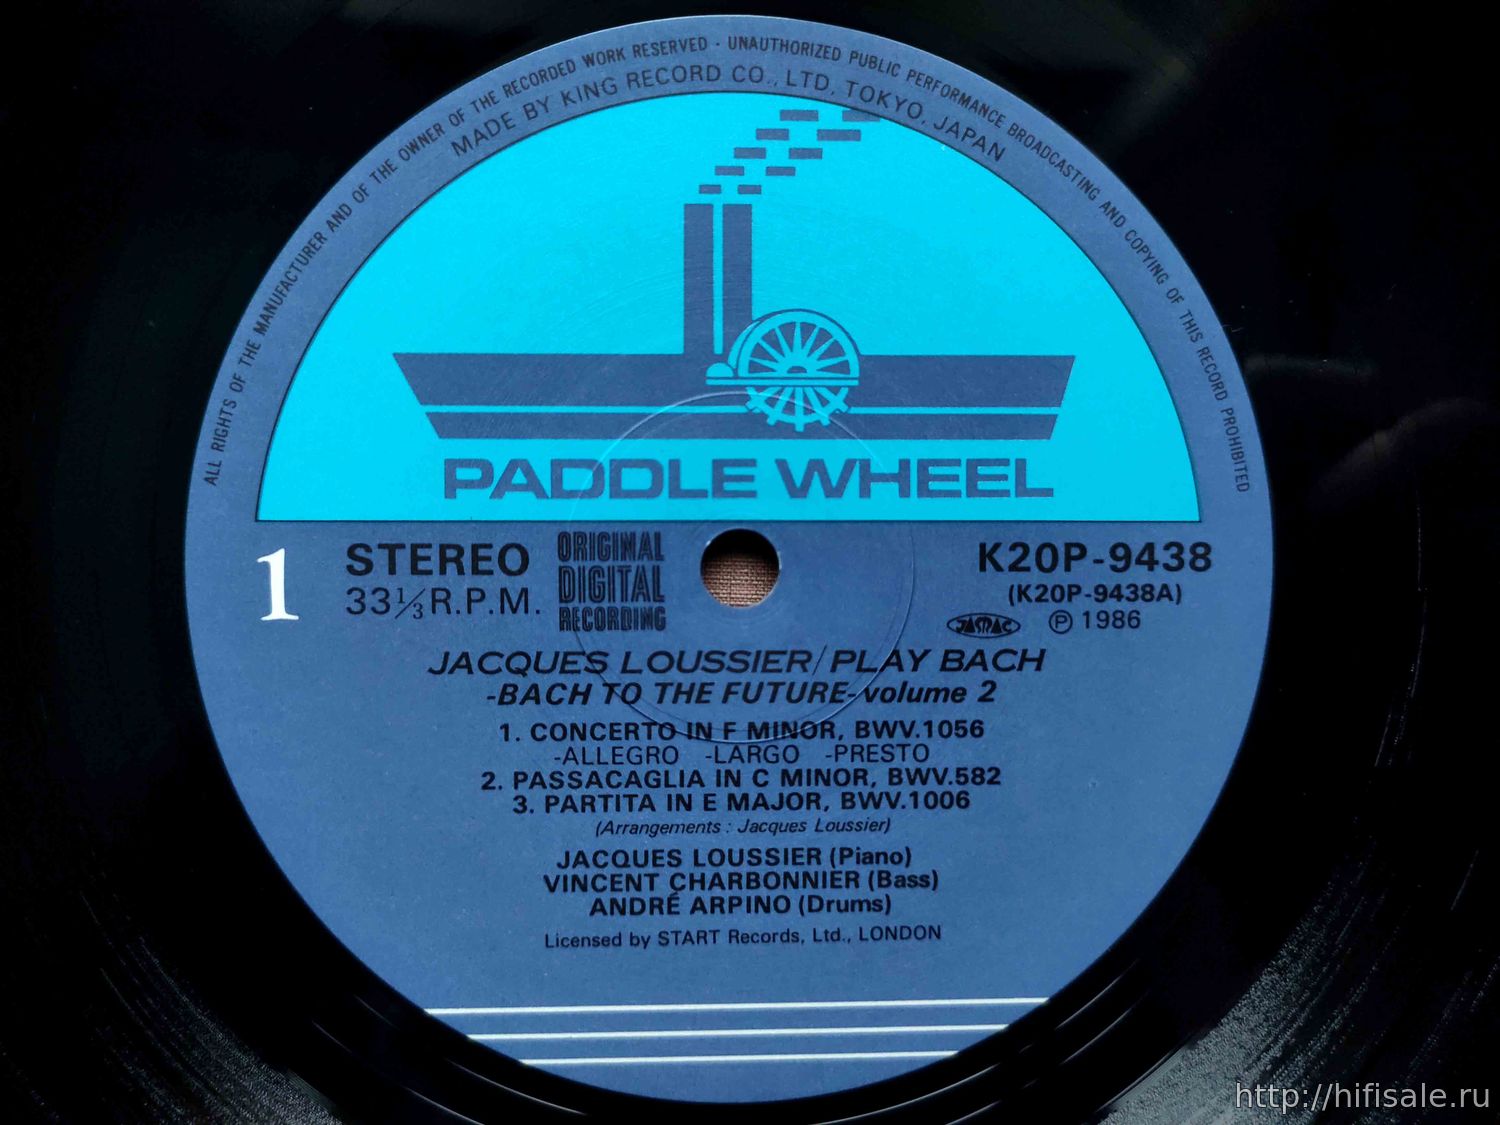 ALL RIGHTS OF THE MANUFACTURER AND OF THE OWNER OF THE RECORDED WORK RESERVED · UNAUTHORIZED PUBLIC PERFORMANCE BROADCASTING AND COPYING OF THIS RECORD PROHIBITED
MADE BY KING RECORD CO., LTD. TOKYO, JAPAN
PADDLE WHEEL
1
STEREO
33⅓ R.P.M.
ORIGINAL
DIGITAL
RECORDING
K20P-9438
(K20P-9438A)
JASRAC ℗ 1986
JACQUES LOUSSIER/PLAY BACH
-BACH TO THE FUTURE- volume 2
1. CONCERTO IN F MINOR, BWV.1056
-ALLEGRO -LARGO -PRESTO
2. PASSACAGLIA IN C MINOR, BWV.582
3. PARTITA IN E MAJOR, BWV.1006
(Arrangements : Jacques Loussier)
JACQUES LOUSSIER (Piano)
VINCENT CHARBONNIER (Bass)
ANDRÉ ARPINO (Drums)
Licensed by START Records, Ltd., LONDON
http://hifisale.ru